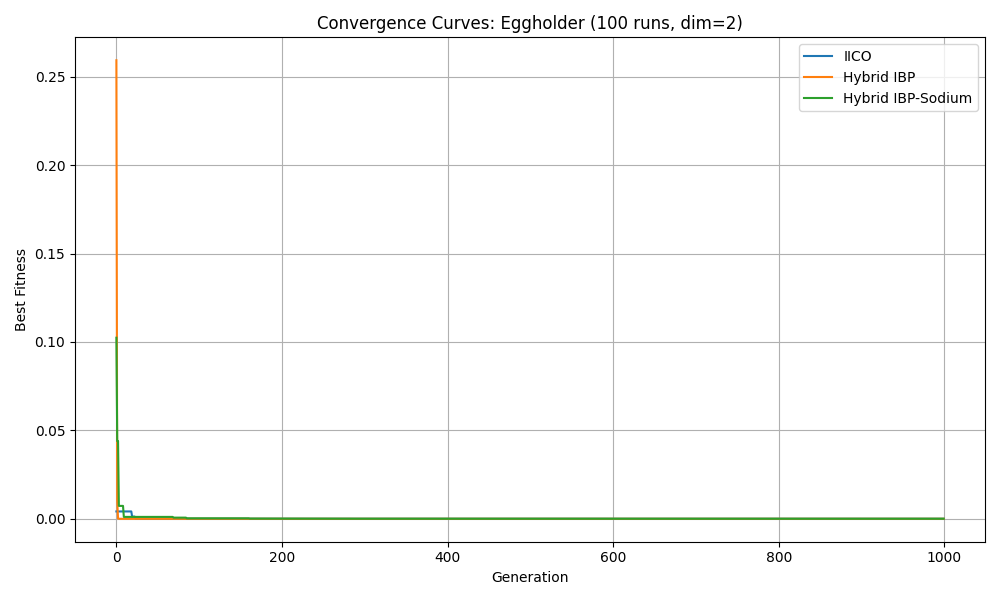 Convergence Curves: Eggholder (100 runs, dim=2)
IICO
Hybrid IBP
Hybrid IBP-Sodium
Best Fitness
0.25
0.20
0.15
0.10
0.05
0.00
0
200
400
600
800
1000
Generation